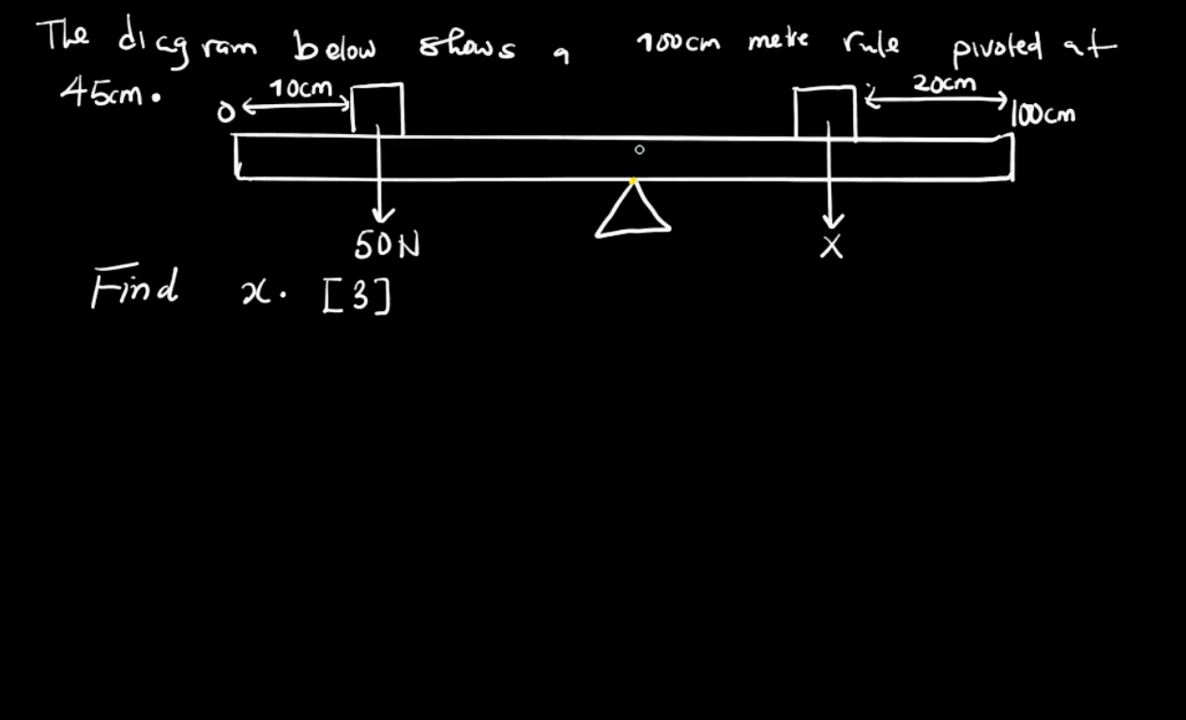 The diagram below shows a 100cm metre rule pivoted at
45cm.
0 10cm 20cm 100cm
50N X
Find x. [3]